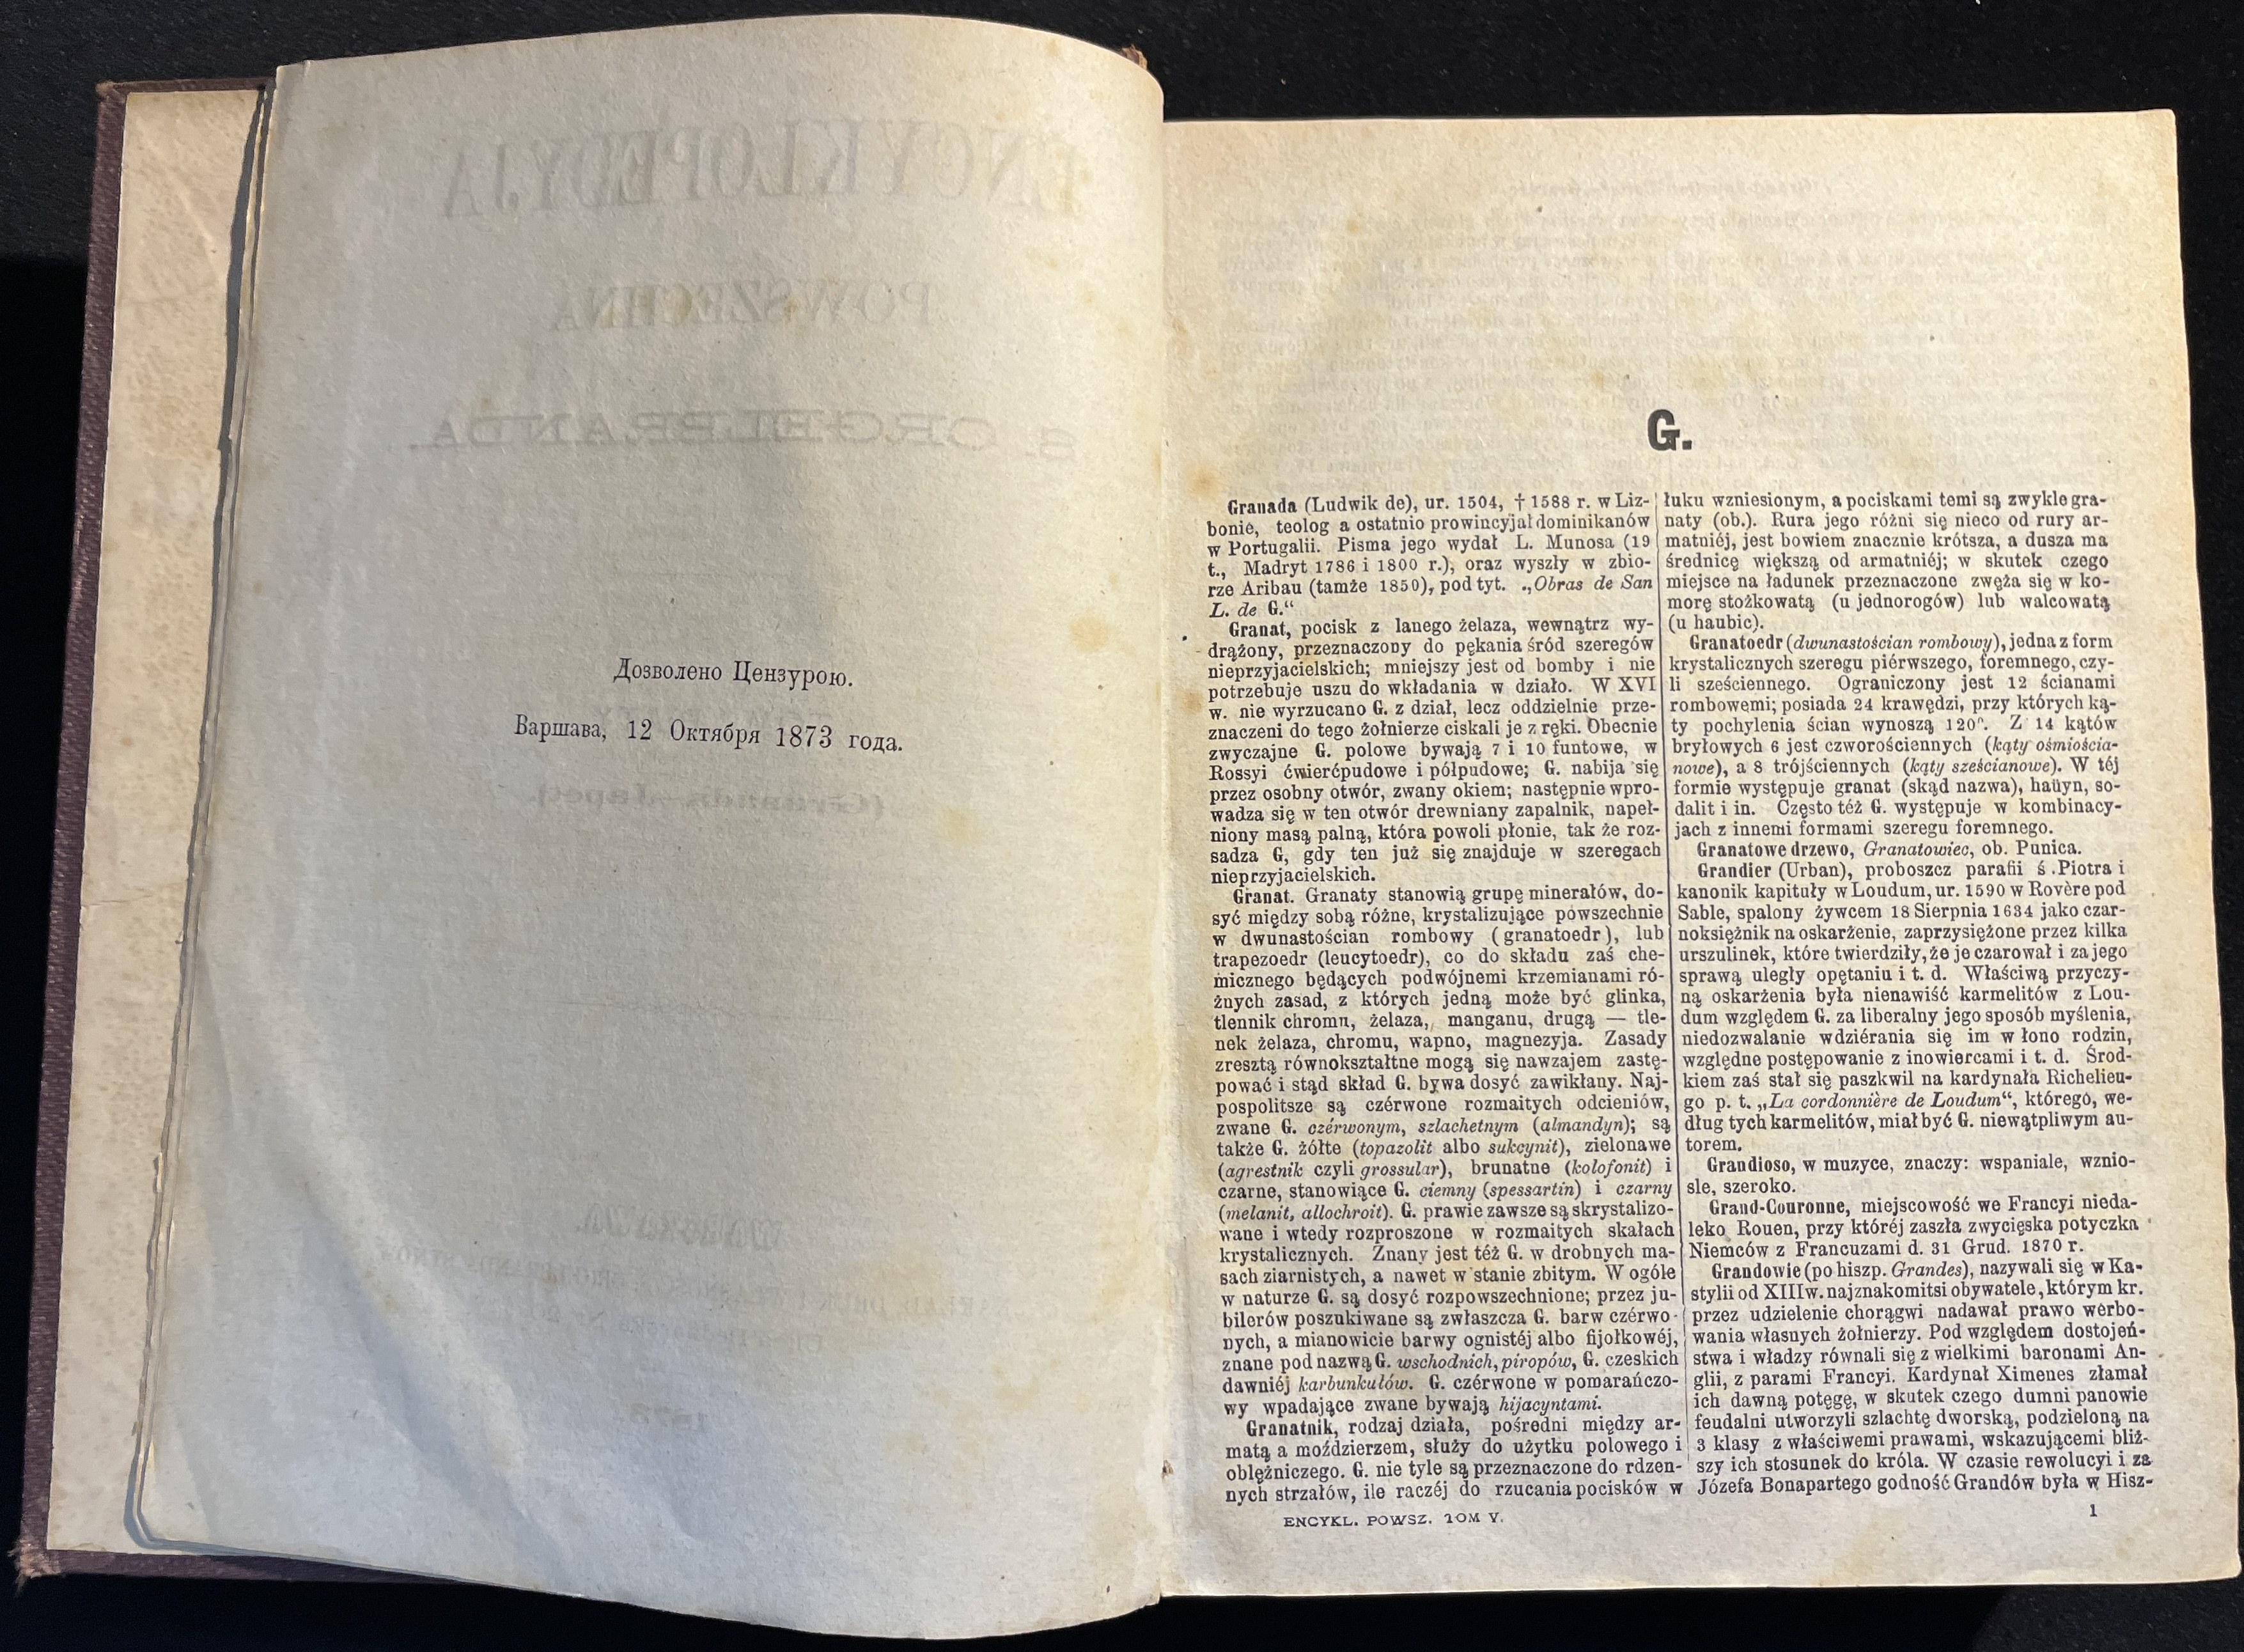 Дозволено Цензурою.
Варшава, 12 Октября 1873 года.
G.
Granada (Ludwik de), ur. 1504, † 1588 r. w Liz-
bonie, teolog a ostatnio prowincyjał dominikanów
w Portugalii. Pisma jego wydał L. Munosa (19
t., Madryt 1786 i 1800 r.), oraz wyszły w zbio-
rze Aribau (tamże 1850), pod tyt. „Obras de San
L. de G.“
Granat, pocisk z lanego żelaza, wewnątrz wy-
drążony, przeznaczony do pękania śród szeregów
nieprzyjacielskich; mniejszy jest od bomby i nie
potrzebuje uszu do wkładania w działo. W XVI
w. nie wyrzucano G. z dział, lecz oddzielnie prze-
znaczeni do tego żołnierze ciskali je z ręki. Obecnie
zwyczajne G. polowe bywają 7 i 10 funtowe, w
Rossyi ćwierćpudowe i półpudowe; G. nabija się
przez osobny otwór, zwany okiem; następnie wpro-
wadza się w ten otwór drewniany zapalnik, napeł-
niony masą palną, która powoli płonie, tak że roz-
sadza G, gdy ten już się znajduje w szeregach
nieprzyjacielskich.
Granat. Granaty stanowią grupę minerałów, do-
syć między sobą różne, krystalizujące powszechnie
w dwunastościan rombowy (granatoedr), lub
trapezoedr (leucytoedr), co do składu zaś che-
micznego będących podwójnemi krzemianami ró-
żnych zasad, z których jedną może być glinka,
tlennik chromu, żelaza, manganu, drugą — tle-
nek żelaza, chromu, wapno, magnezyja. Zasady
zresztą równokształtne mogą się nawzajem zastę-
pować i stąd skład G. bywa dosyć zawikłany. Naj-
pospolitsze są czérwone rozmaitych odcieniów,
zwane G. czérwonym, szlachetnym (almandyn); są
także G. żółte (topazolit albo sukcynit), zielonawe
(agrestnik czyli grossular), brunatne (kolofonit) i
czarne, stanowiące G. ciemny (spessartin) i czarny
(melanit, allochroit). G. prawie zawsze są skrystalizo-
wane i wtedy rozproszone w rozmaitych skałach
krystalicznych. Znany jest téż G. w drobnych ma-
sach ziarnistych, a nawet w stanie zbitym. W ogóle
w naturze G. są dosyć rozpowszechnione; przez ju-
bilerów poszukiwane są zwłaszcza G. barw czérwo-
nych, a mianowicie barwy ognistéj albo fijołkowéj,
znane pod nazwą G. wschodnich, piropów, G. czeskich
dawniéj karbunkułów. G. czérwone w pomarańczo-
wy wpadające zwane bywają hijacyntami.
Granatnik, rodzaj działa, pośredni między ar-
matą a moździerzem, służy do użytku polowego i
oblężniczego. G. nie tyle są przeznaczone do rdzen-
nych strzałów, ile raczéj do rzucania pocisków w
ENCYKL. POWSZ. TOM V.
łuku wzniesionym, a pociskami temi są zwykle gra-
naty (ob.). Rura jego różni się nieco od rury ar-
matniéj, jest bowiem znacznie krótsza, a dusza ma
średnicę większą od armatniéj; w skutek czego
miejsce na ładunek przeznaczone zwęża się w ko-
morę stożkowatą (u jednorogów) lub walcowatą
(u haubic).
Granatoedr (dwunastościan rombowy), jedna z form
krystalicznych szeregu piérwszego, foremnego, czy-
li sześciennego. Ograniczony jest 12 ścianami
rombowemi; posiada 24 krawędzi, przy których ką-
ty pochylenia ścian wynoszą 120°. Z 14 kątów
bryłowych 6 jest czworościennych (kąty ośmiościa-
nowe), a 8 trójściennych (kąty sześcianowe). W téj
formie występuje granat (skąd nazwa), haüyn, so-
dalit i in. Często téż G. występuje w kombinacy-
jach z innemi formami szeregu foremnego.
Granatowe drzewo, Granatowiec, ob. Punica.
Grandier (Urban), proboszcz parafii ś. Piotra i
kanonik kapituły w Loudum, ur. 1590 w Rovère pod
Sable, spalony żywcem 18 Sierpnia 1634 jako czar-
noksiężnik na oskarżenie, zaprzysiężone przez kilka
urszulinek, które twierdziły, że je czarował i za jego
sprawą uległy opętaniu i t. d. Właściwą przyczy-
ną oskarżenia była nienawiść karmelitów z Lou-
dum względem G. za liberalny jego sposób myślenia,
niedozwalanie wdziérania się im w łono rodzin,
względne postępowanie z inowiercami i t. d. Środ-
kiem zaś stał się paszkwil na kardynała Richelieu-
go p. t. „La cordonnière de Loudum“, którego, we-
dług tych karmelitów, miał być G. niewątpliwym au-
torem.
Grandioso, w muzyce, znaczy: wspaniale, wznio-
sle, szeroko.
Grand-Couronne, miejscowość we Francyi nieda-
leko Rouen, przy któréj zaszła zwycięska potyczka
Niemców z Francuzami d. 31 Grud. 1870 r.
Grandowie (po hiszp. Grandes), nazywali się w Ka-
stylii od XIII w. najznakomitsi obywatele, którym kr.
przez udzielenie chorągwi nadawał prawo werbo-
wania własnych żołnierzy. Pod względem dostojeń-
stwa i władzy równali się z wielkimi baronami An-
glii, z parami Francyi. Kardynał Ximenes złamał
ich dawną potęgę, w skutek czego dumni panowie
feudalni utworzyli szlachtę dworską, podzieloną na
3 klasy z właściwemi prawami, wskazującemi bliż-
szy ich stosunek do króla. W czasie rewolucyi i za
Józefa Bonapartego godność Grandów była w Hisz-
1